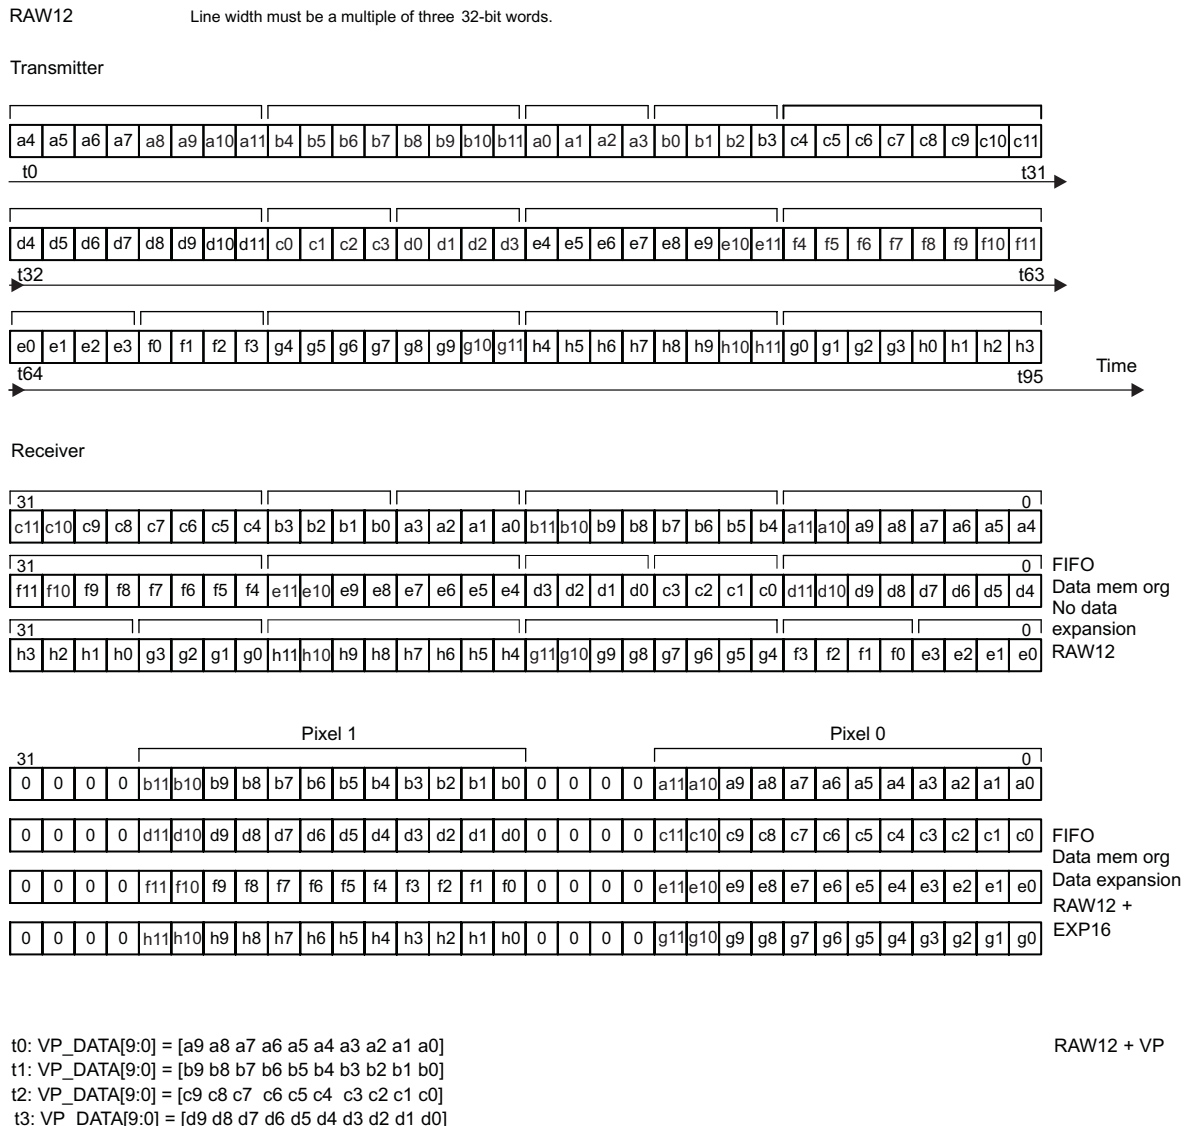 RAW12 Line width must be a multiple of three 32-bit words.
Transmitter
a4 a5 a6 a7 a8 a9 a10 a11 b4 b5 b6 b7 b8 b9 b10 b11 a0 a1 a2 a3 b0 b1 b2 b3 c4 c5 c6 c7 c8 c9 c10 c11
t0 t31
d4 d5 d6 d7 d8 d9 d10 d11 c0 c1 c2 c3 d0 d1 d2 d3 e4 e5 e6 e7 e8 e9 e10 e11 f4 f5 f6 f7 f8 f9 f10 f11
t32 t63
e0 e1 e2 e3 f0 f1 f2 f3 g4 g5 g6 g7 g8 g9 g10 g11 h4 h5 h6 h7 h8 h9 h10 h11 g0 g1 g2 g3 h0 h1 h2 h3
t64 t95 Time
Receiver
31 0
c11 c10 c9 c8 c7 c6 c5 c4 b3 b2 b1 b0 a3 a2 a1 a0 b11 b10 b9 b8 b7 b6 b5 b4 a11 a10 a9 a8 a7 a6 a5 a4
31 0 FIFO
f11 f10 f9 f8 f7 f6 f5 f4 e11 e10 e9 e8 e7 e6 e5 e4 d3 d2 d1 d0 c3 c2 c1 c0 d11 d10 d9 d8 d7 d6 d5 d4 Data mem org
No data
31 0 expansion
h3 h2 h1 h0 g3 g2 g1 g0 h11 h10 h9 h8 h7 h6 h5 h4 g11 g10 g9 g8 g7 g6 g5 g4 f3 f2 f1 f0 e3 e2 e1 e0 RAW12
Pixel 1 Pixel 0
31 0
0 0 0 0 b11 b10 b9 b8 b7 b6 b5 b4 b3 b2 b1 b0 0 0 0 0 a11 a10 a9 a8 a7 a6 a5 a4 a3 a2 a1 a0
0 0 0 0 d11 d10 d9 d8 d7 d6 d5 d4 d3 d2 d1 d0 0 0 0 0 c11 c10 c9 c8 c7 c6 c5 c4 c3 c2 c1 c0 FIFO
Data mem org
0 0 0 0 f11 f10 f9 f8 f7 f6 f5 f4 f3 f2 f1 f0 0 0 0 0 e11 e10 e9 e8 e7 e6 e5 e4 e3 e2 e1 e0 Data expansion
RAW12 +
0 0 0 0 h11 h10 h9 h8 h7 h6 h5 h4 h3 h2 h1 h0 0 0 0 0 g11 g10 g9 g8 g7 g6 g5 g4 g3 g2 g1 g0 EXP16
t0: VP_DATA[9:0] = [a9 a8 a7 a6 a5 a4 a3 a2 a1 a0] RAW12 + VP
t1: VP_DATA[9:0] = [b9 b8 b7 b6 b5 b4 b3 b2 b1 b0]
t2: VP_DATA[9:0] = [c9 c8 c7 c6 c5 c4 c3 c2 c1 c0]
t3: VP_DATA[9:0] = [d9 d8 d7 d6 d5 d4 d3 d2 d1 d0]